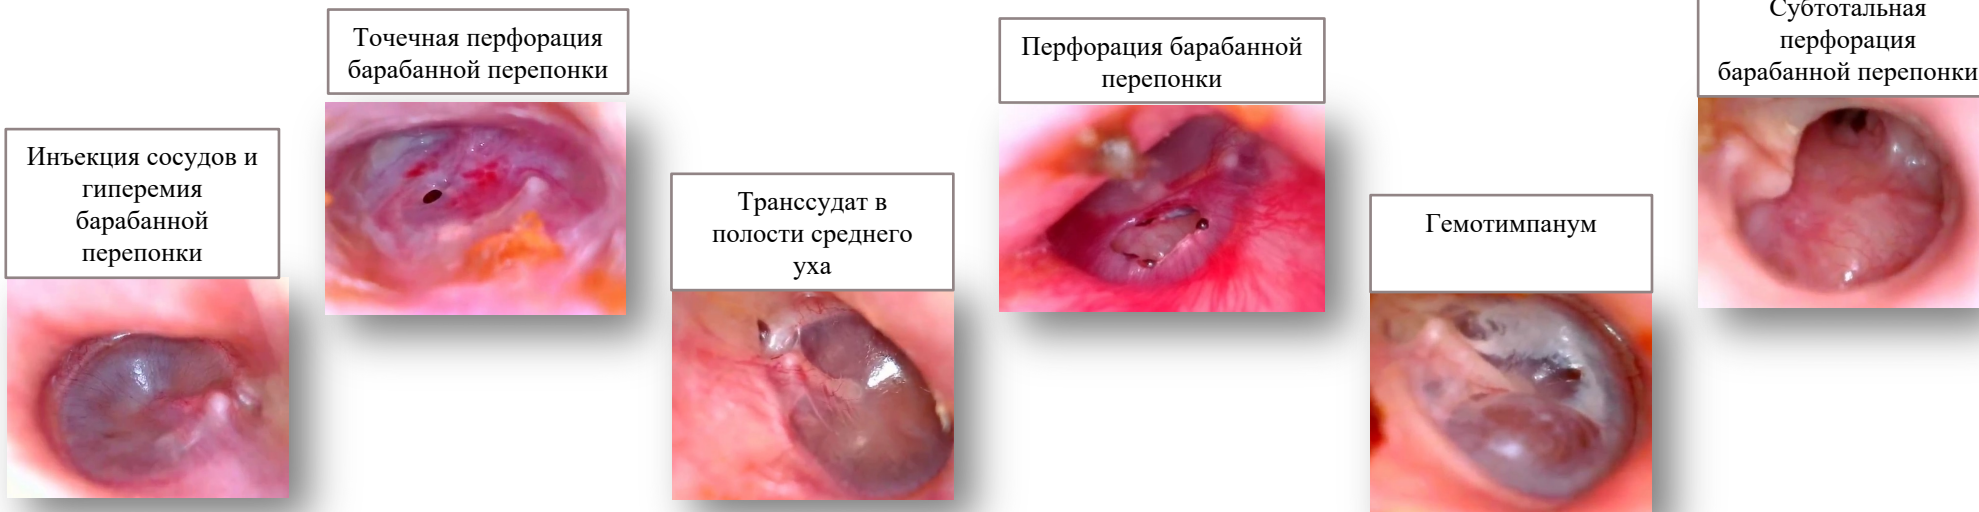 Инъекция сосудов и
гиперемия
барабанной
перепонки
Точечная перфорация
барабанной перепонки
Транссудат в
полости среднего
уха
Перфорация барабанной
перепонки
Гемотимпанум
Субтотальная
перфорация
барабанной перепонки